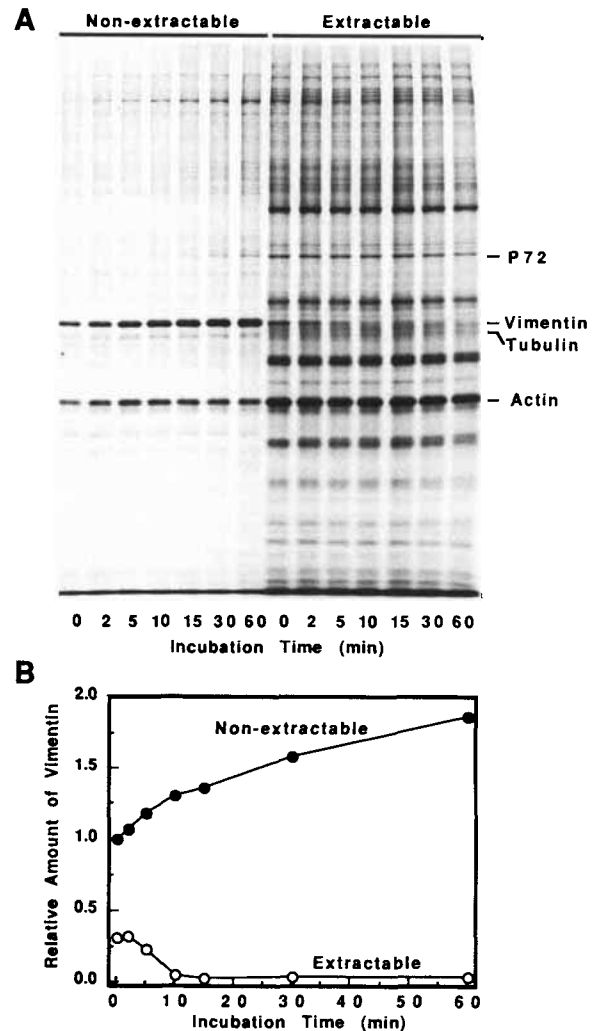 A
Non-extractable Extractable
P72
Vimentin
Tubulin
Actin
0 2 5 10 15 30 60 0 2 5 10 15 30 60
Incubation Time (min)
B
Relative Amount of Vimentin
2.0
1.5
1.0
0.5
0.0
Non-extractable
Extractable
0 10 20 30 40 50 60
Incubation Time (min)